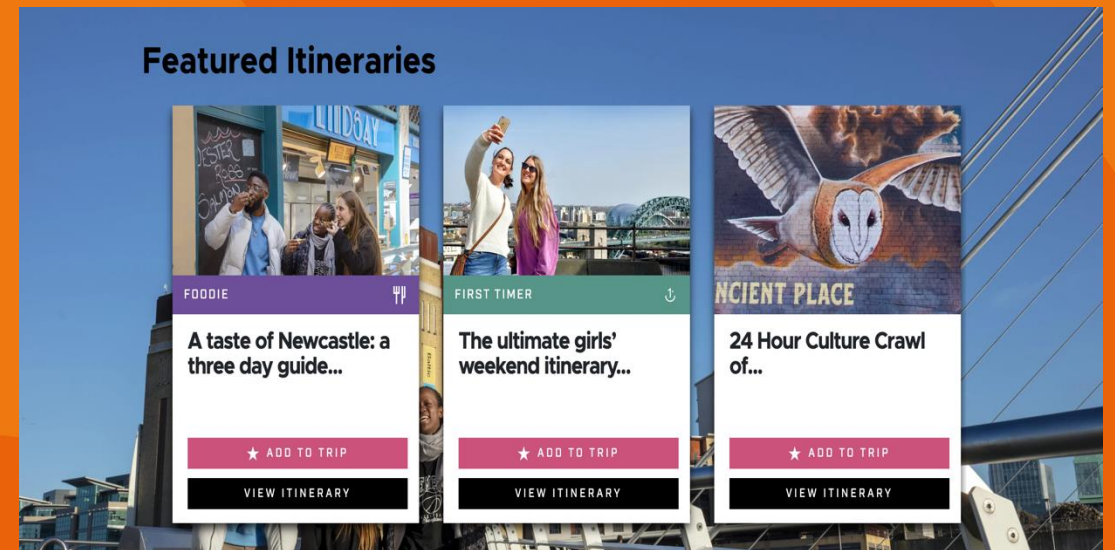 Featured Itineraries
LINDSAY
FOODIE
A taste of Newcastle: a
three day guide...
★ ADD TO TRIP
VIEW ITINERARY
FIRST TIMER
The ultimate girls'
weekend itinerary...
★ ADD TO TRIP
VIEW ITINERARY
NCIENT PLACE
24 Hour Culture Crawl
of...
★ ADD TO TRIP
VIEW ITINERARY